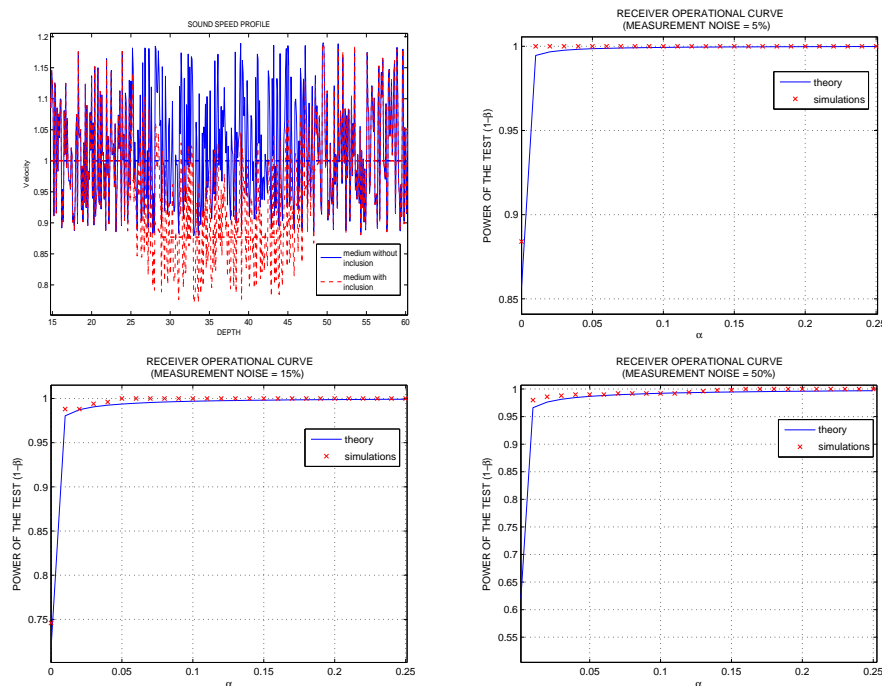 SOUND SPEED PROFILE
1.2
1.15
1.1
1.05
1
0.95
0.9
0.85
0.8
Velocity
medium without
inclusion
medium with
inclusion
15 20 25 30 35 40 45 50 55 60
DEPTH
RECEIVER OPERATIONAL CURVE
(MEASUREMENT NOISE = 5%)
1
0.95
0.9
0.85
POWER OF THE TEST (1−β)
theory
simulations
0 0.05 0.1 0.15 0.2 0.25
α
RECEIVER OPERATIONAL CURVE
(MEASUREMENT NOISE = 15%)
1
0.95
0.9
0.85
0.8
0.75
POWER OF THE TEST (1−β)
theory
simulations
0 0.05 0.1 0.15 0.2 0.25
α
RECEIVER OPERATIONAL CURVE
(MEASUREMENT NOISE = 50%)
1
0.95
0.9
0.85
0.8
0.75
0.7
0.65
0.6
0.55
POWER OF THE TEST (1−β)
theory
simulations
0.05 0.1 0.15 0.2 0.25
α